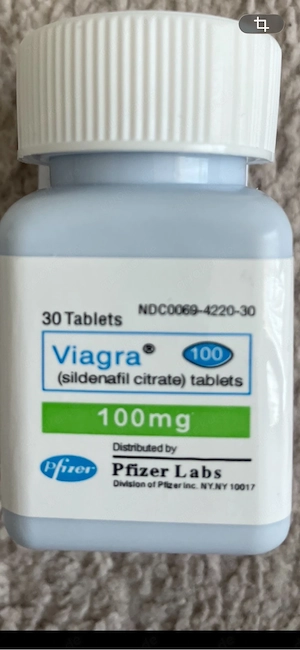 30 Tablets
NDC0069-4220-30
Viagra® 100
(sildenafil citrate) tablets
100mg
Distributed by
Pfizer
Pfizer Labs
Division of Pfizer Inc. NY.NY 10017